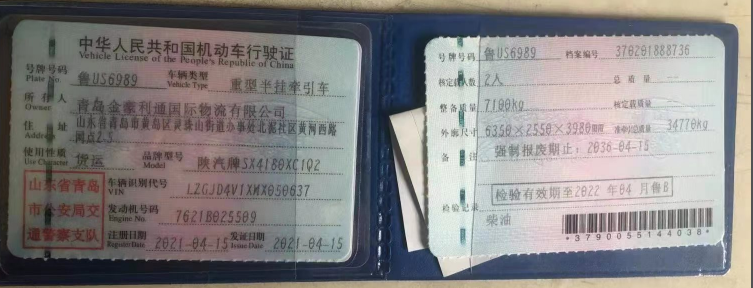 中华人民共和国机动车行驶证
Vehicle License of the People's Republic of China
号牌号码 鲁US6989 车辆类型 重型半挂牵引车
Plate No. Vehicle Type
所有人 青岛金豪利通国际物流有限公司
Owner
住址 山东省青岛市黄岛区灵珠山街道办事处北泥社区黄河西路
Address 网点2-3
使用性质 货运 品牌型号 陕汽牌SX4180XC1Q2
Use Character Model
山东省青岛
市公安局交
通警察支队
车辆识别代号 LZGJD4V1XMX050637
VIN
发动机号码 7621B025509
Engine No.
注册日期 2021-04-15 发证日期 2021-04-15
Register Date Issue Date
号牌号码 鲁US6989 档案编号 370201888736
核定载人数 2人 总质量 --
整备质量 7100kg 核定载质量 --
外廓尺寸 6350×2550×3980mm 准牵引总质量 34770kg
备注 强制报废期止：2036-04-15
检验有效期至2022年04月鲁B
检验记录
柴油
*3790055144038*